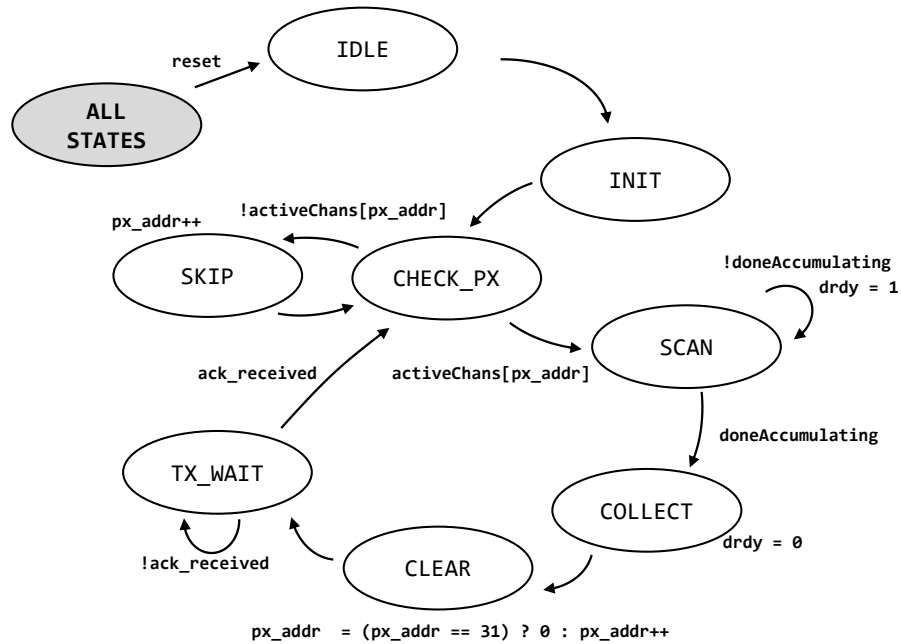 IDLE
reset
ALL
STATES
INIT
!activeChans[px_addr]
px_addr++
SKIP
CHECK_PX
!doneAccumulating
drdy = 1
SCAN
ack_received
activeChans[px_addr]
doneAccumulating
TX_WAIT
COLLECT
drdy = 0
!ack_received
CLEAR
px_addr = (px_addr == 31) ? 0 : px_addr++